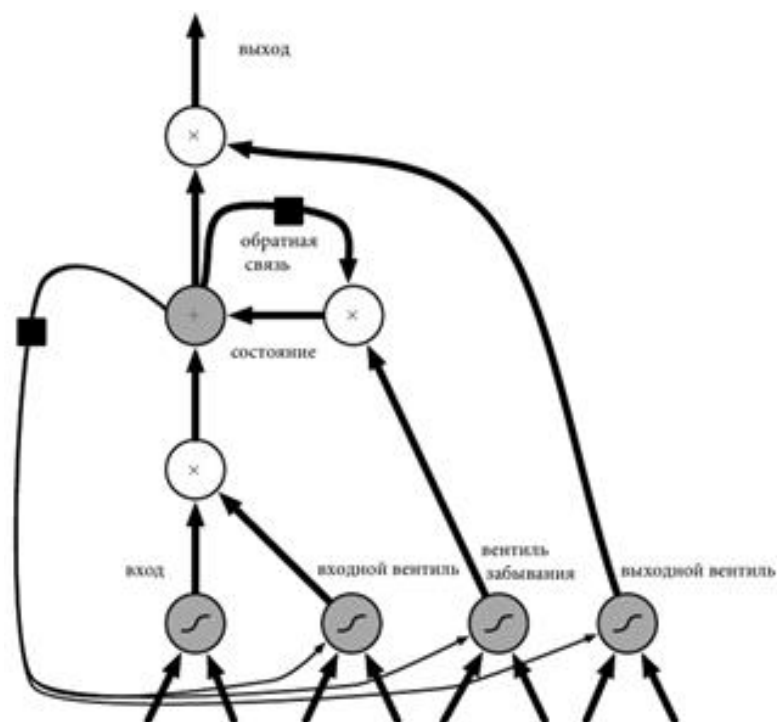 выход
×
обратная
связь
+
×
состояние
×
вход
входной вентиль
вентиль
забывания
выходной вентиль